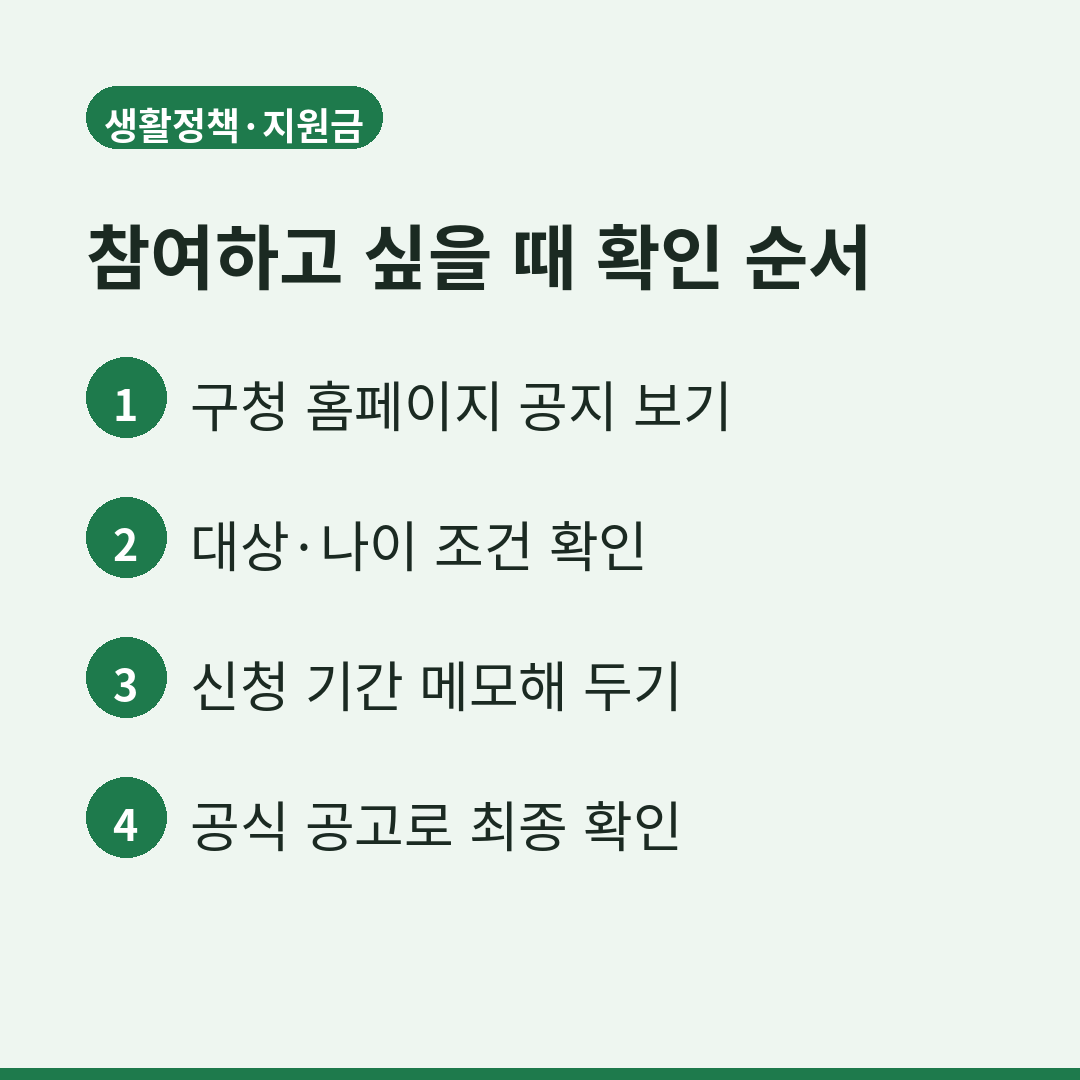 생활정책·지원금
참여하고 싶을 때 확인 순서
1 구청 홈페이지 공지 보기
2 대상·나이 조건 확인
3 신청 기간 메모해 두기
4 공식 공고로 최종 확인